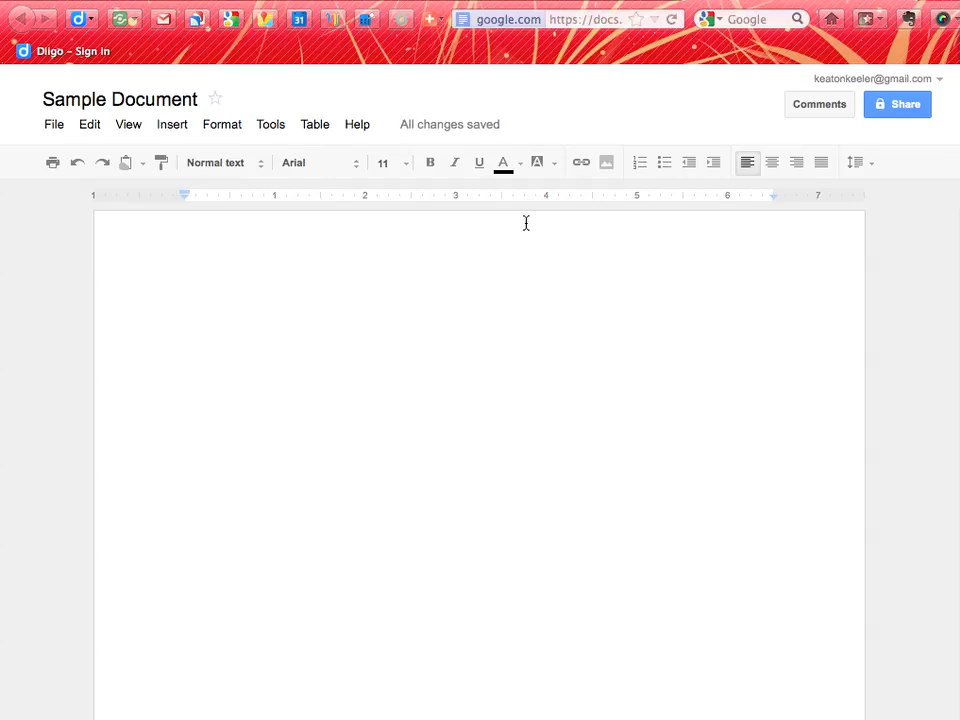 google.com https://docs. Google
Diigo - Sign In
keatonkeeler@gmail.com
Sample Document
Comments Share
File Edit View Insert Format Tools Table Help All changes saved
Normal text Arial 11 B I U A A
1 1 2 3 4 5 6 7